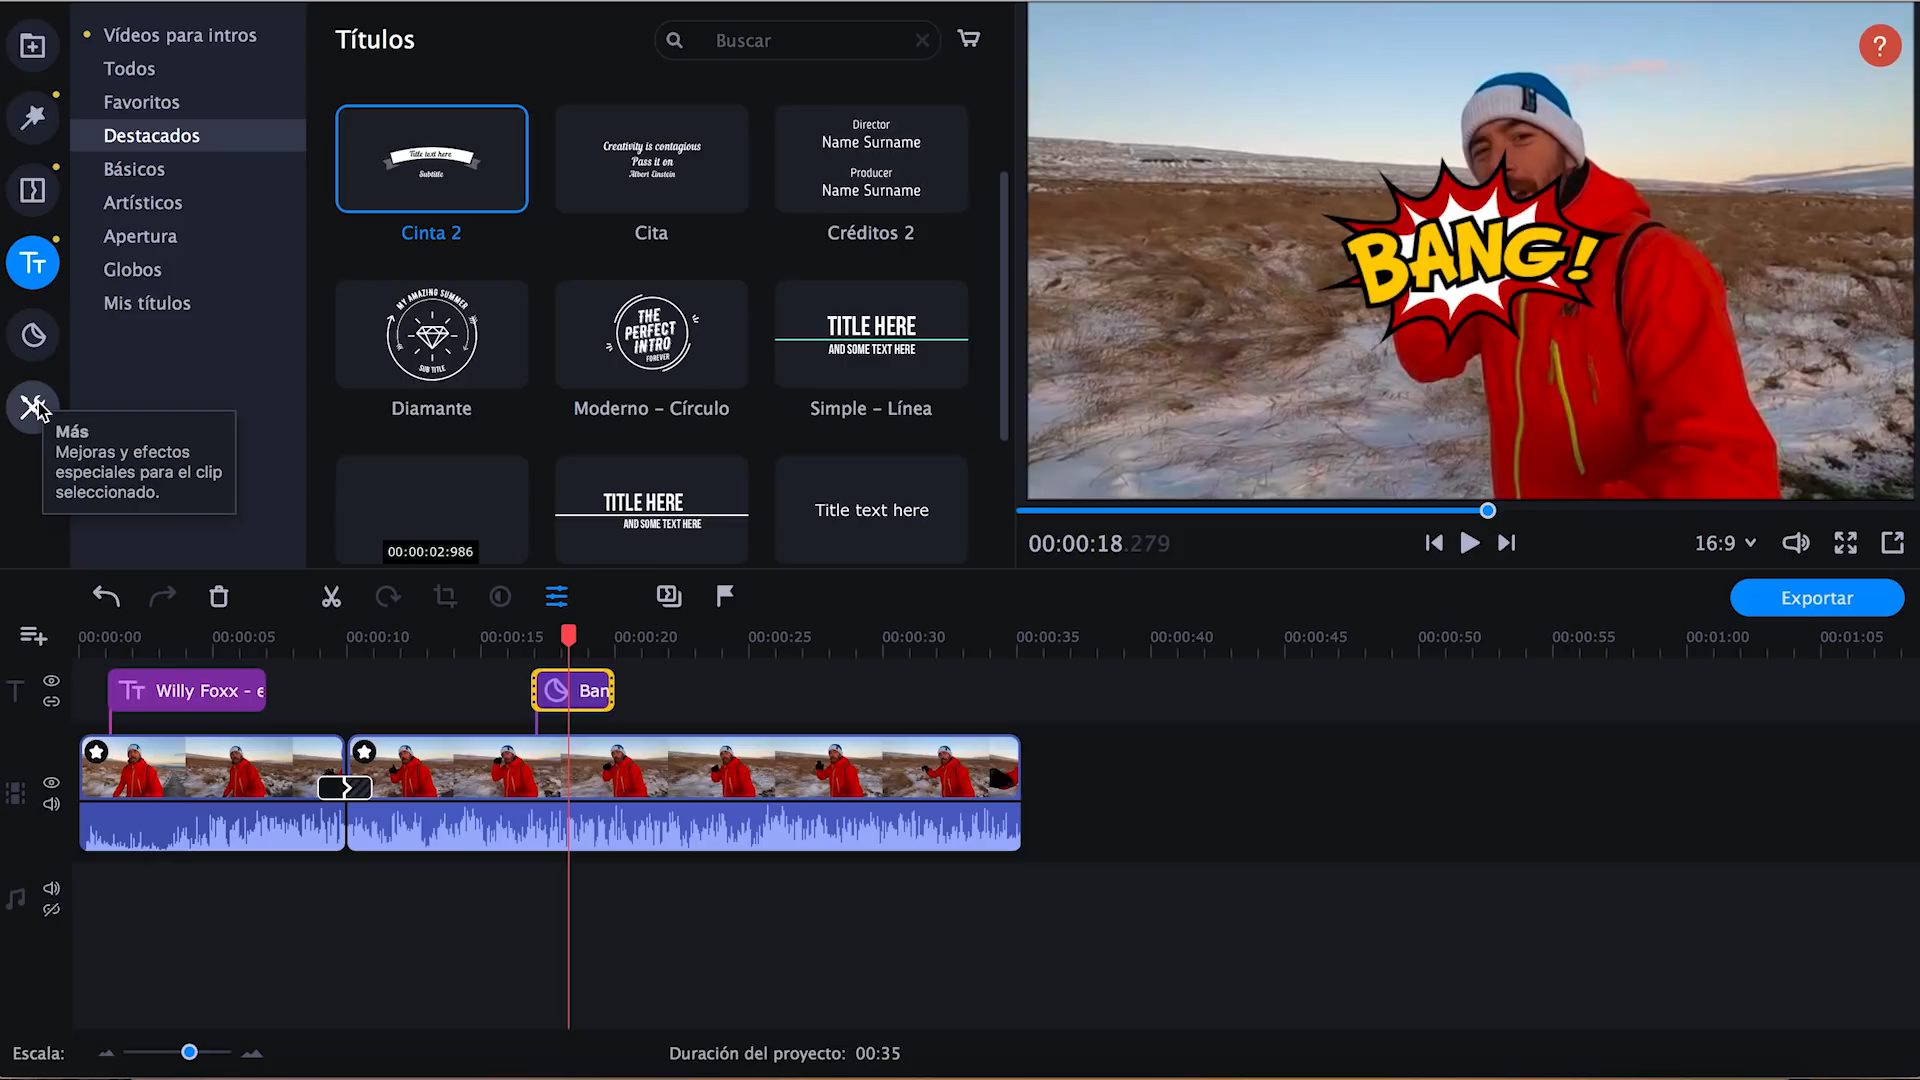 Vídeos para intros
Todos
Favoritos
Destacados
Básicos
Artísticos
Apertura
Globos
Mis títulos
Más
Mejoras y efectos
especiales para el clip
seleccionado.
Títulos
Buscar
Title text here
Subtitle
Cinta 2
Creativity is contagious
Pass it on
Albert Einstein
Cita
Director
Name Surname
Producer
Name Surname
Créditos 2
MY AMAZING SUMMER
SUB TITLE
Diamante
THE
PERFECT
INTRO
FOREVER
Moderno – Círculo
TITLE HERE
AND SOME TEXT HERE
Simple – Línea
00:00:02:986
TITLE HERE
AND SOME TEXT HERE
Title text here
BANG!
?
00:00:18.279
16:9
Exportar
00:00:00 00:00:05 00:00:10 00:00:15 00:00:20 00:00:25 00:00:30 00:00:35 00:00:40 00:00:45 00:00:50 00:00:55 00:01:00 00:01:05
T
Tт Willy Foxx - e
Ban
Escala:
Duración del proyecto: 00:35